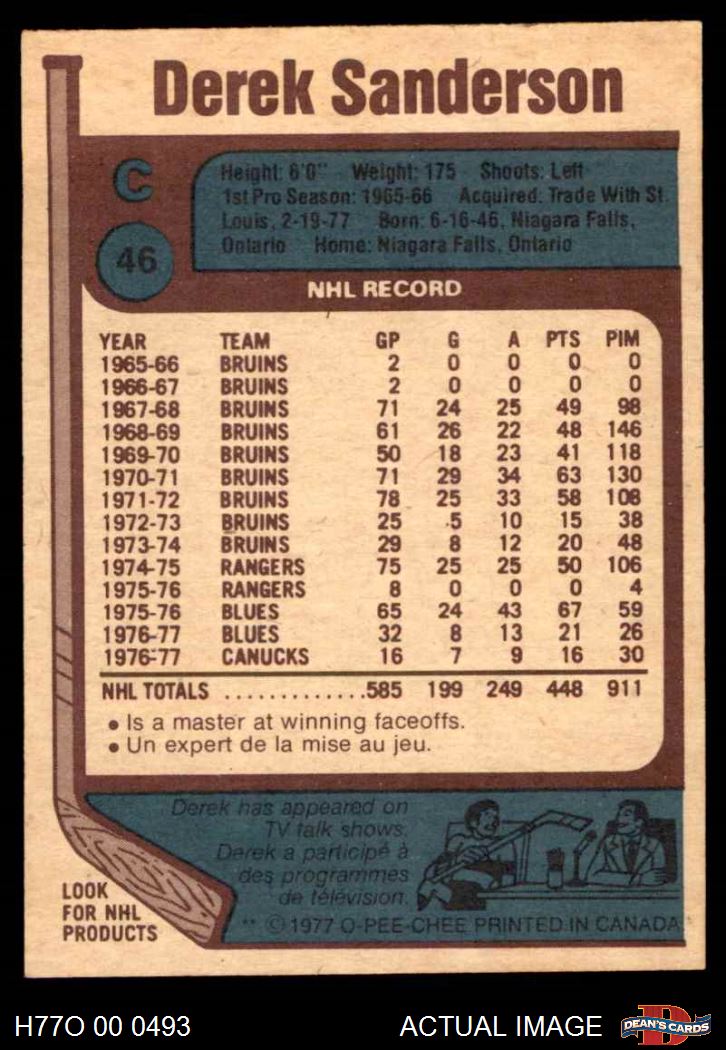 Derek Sanderson
C
46
Height: 6'0" Weight: 175 Shoots: Left
1st Pro Season: 1965-66 Acquired: Trade With St.
Louis, 2-19-77 Born: 6-16-46, Niagara Falls,
Ontario Home: Niagara Falls, Ontario
NHL RECORD
YEAR TEAM GP G A PTS PIM
1965-66 BRUINS 2 0 0 0 0
1966-67 BRUINS 2 0 0 0 0
1967-68 BRUINS 71 24 25 49 98
1968-69 BRUINS 61 26 22 48 146
1969-70 BRUINS 50 18 23 41 118
1970-71 BRUINS 71 29 34 63 130
1971-72 BRUINS 78 25 33 58 108
1972-73 BRUINS 25 5 10 15 38
1973-74 BRUINS 29 8 12 20 48
1974-75 RANGERS 75 25 25 50 106
1975-76 RANGERS 8 0 0 0 4
1975-76 BLUES 65 24 43 67 59
1976-77 BLUES 32 8 13 21 26
1976-77 CANUCKS 16 7 9 16 30
NHL TOTALS ..............585 199 249 448 911
• Is a master at winning faceoffs.
• Un expert de la mise au jeu.
Derek has appeared on
TV talk shows.
Derek a participé à
des programmes
de télévision.
LOOK
FOR NHL
PRODUCTS
** © 1977 O-PEE-CHEE PRINTED IN CANADA
H77O 00 0493 ACTUAL IMAGE
D
DEAN'S CARDS